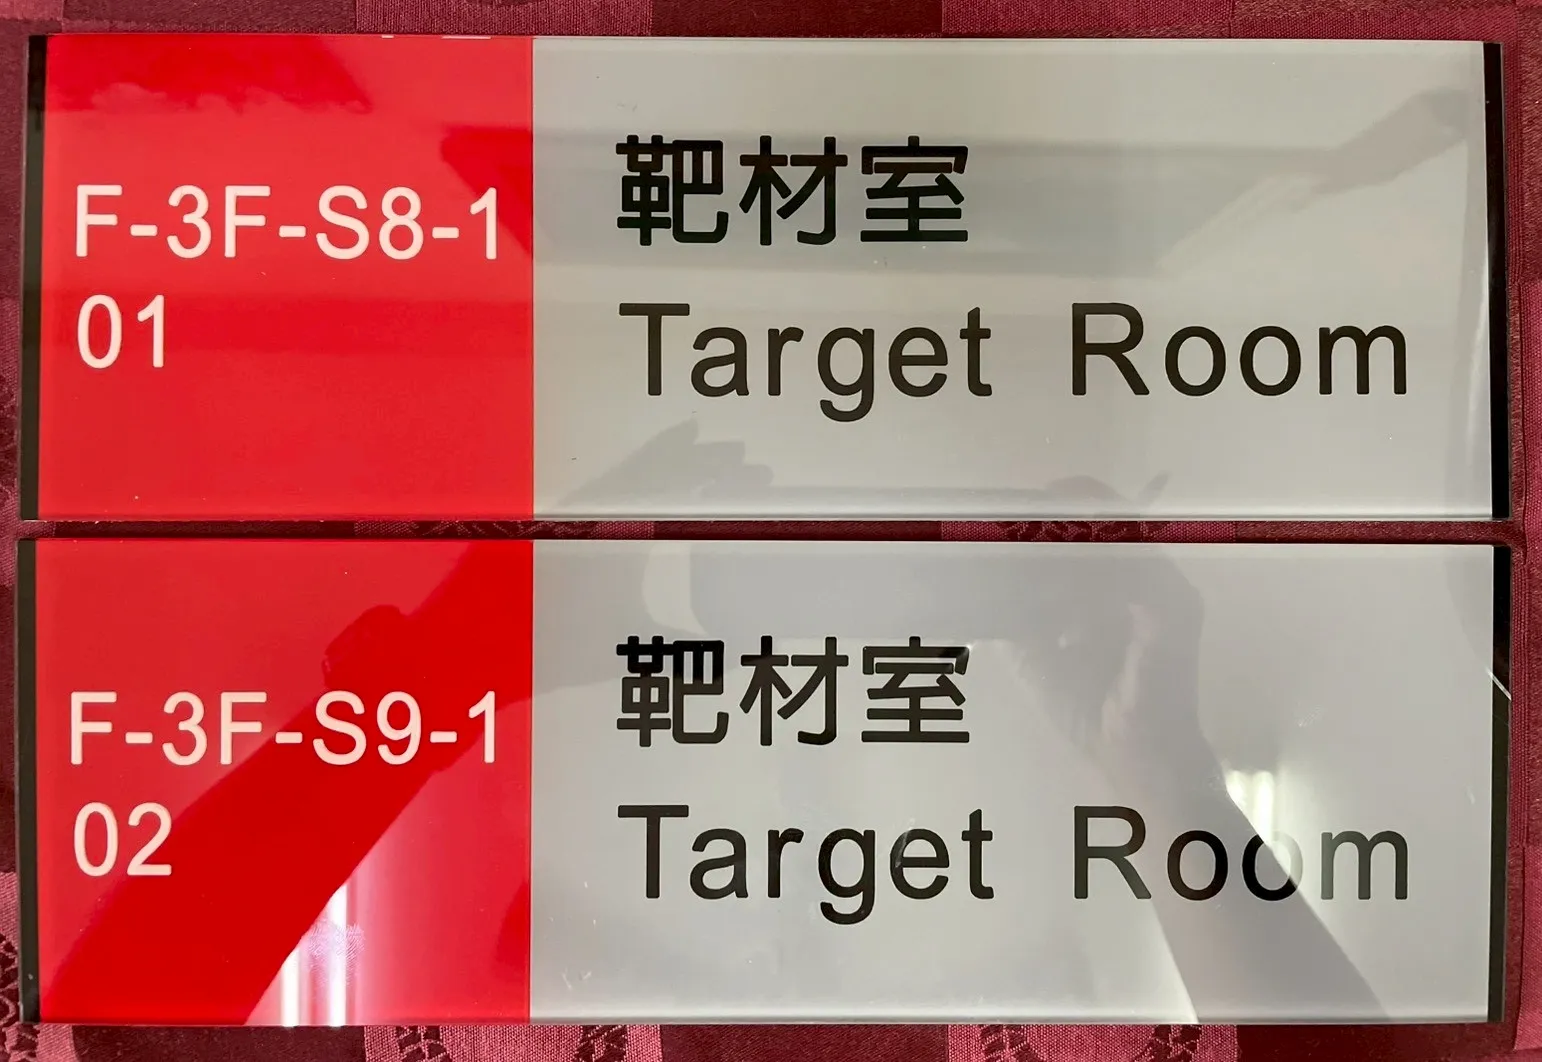 F-3F-S8-1
01
靶材室
Target Room
F-3F-S9-1
02
靶材室
Target Room